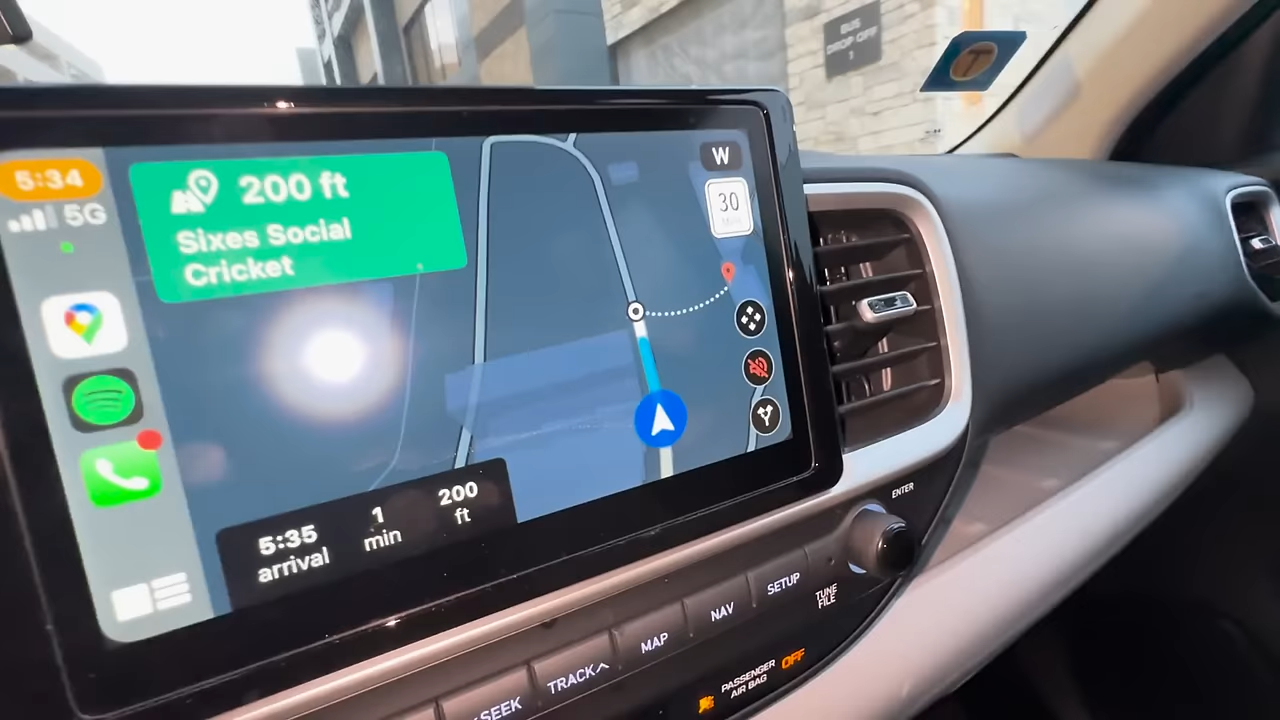 BUS
DROP OFF
T
5:34
5G
200 ft
Sixes Social
Cricket
W
30
5:35
arrival
1
min
200
ft
ENTER
SEEK
TRACK
MAP
NAV
SETUP
TUNE
FILE
PASSENGER
AIR BAG
OFF